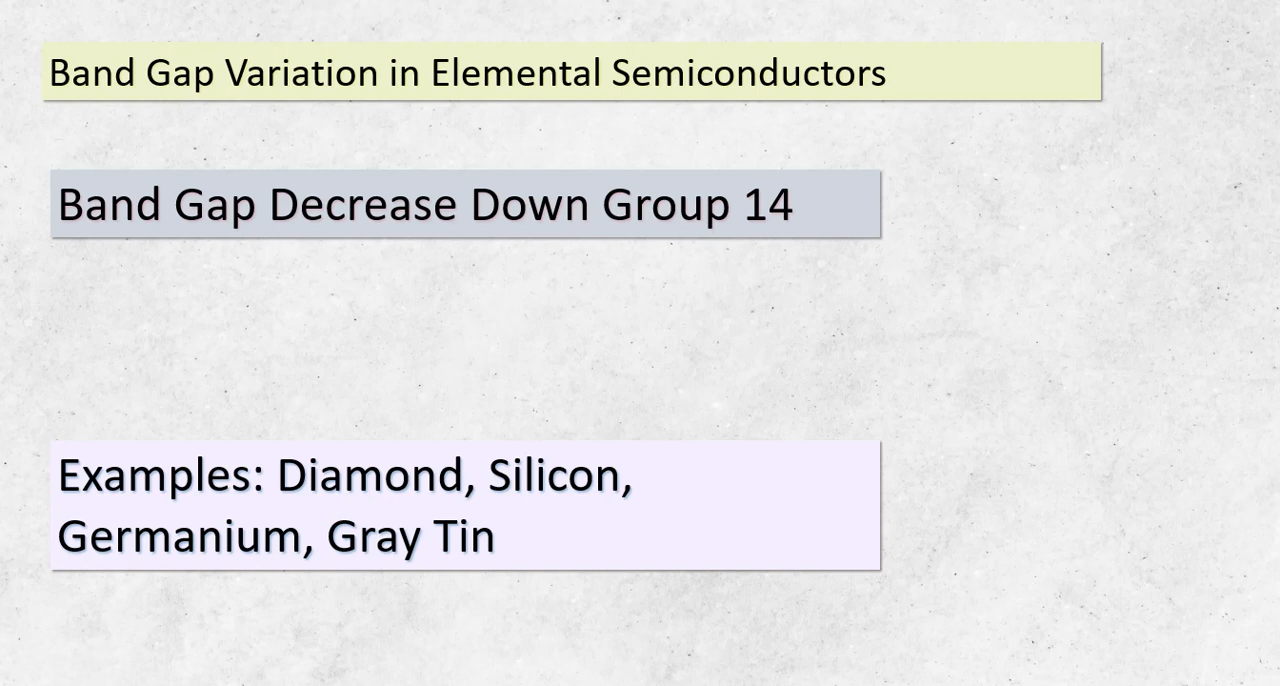 Band Gap Variation in Elemental Semiconductors
Band Gap Decrease Down Group 14
Examples: Diamond, Silicon,
Germanium, Gray Tin